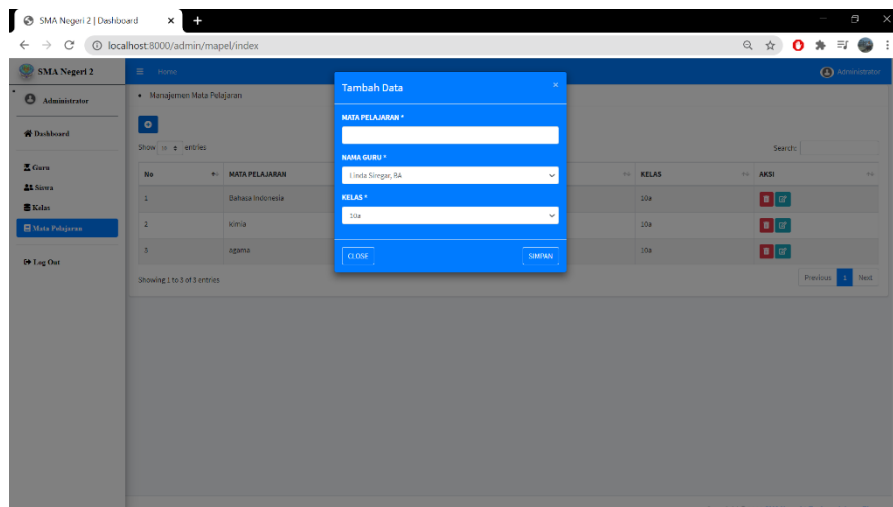 SMA Negeri 2 | Dashboard
localhost:8000/admin/mapel/index
SMA Negeri 2
Home
Administrator
Administrator
Manajemen Mata Pelajaran
Dashboard
Show 10 entries
Search:
Guru
Siswa
Kelas
Mata Pelajaran
Log Out
No MATA PELAJARAN KELAS AKSI
1 Bahasa Indonesia 10a
2 kimia 10a
3 agama 10a
Showing 1 to 3 of 3 entries
Previous 1 Next
Tambah Data ×
MATA PELAJARAN *
NAMA GURU *
Linda Siregar, BA
KELAS *
10a
CLOSE SIMPAN